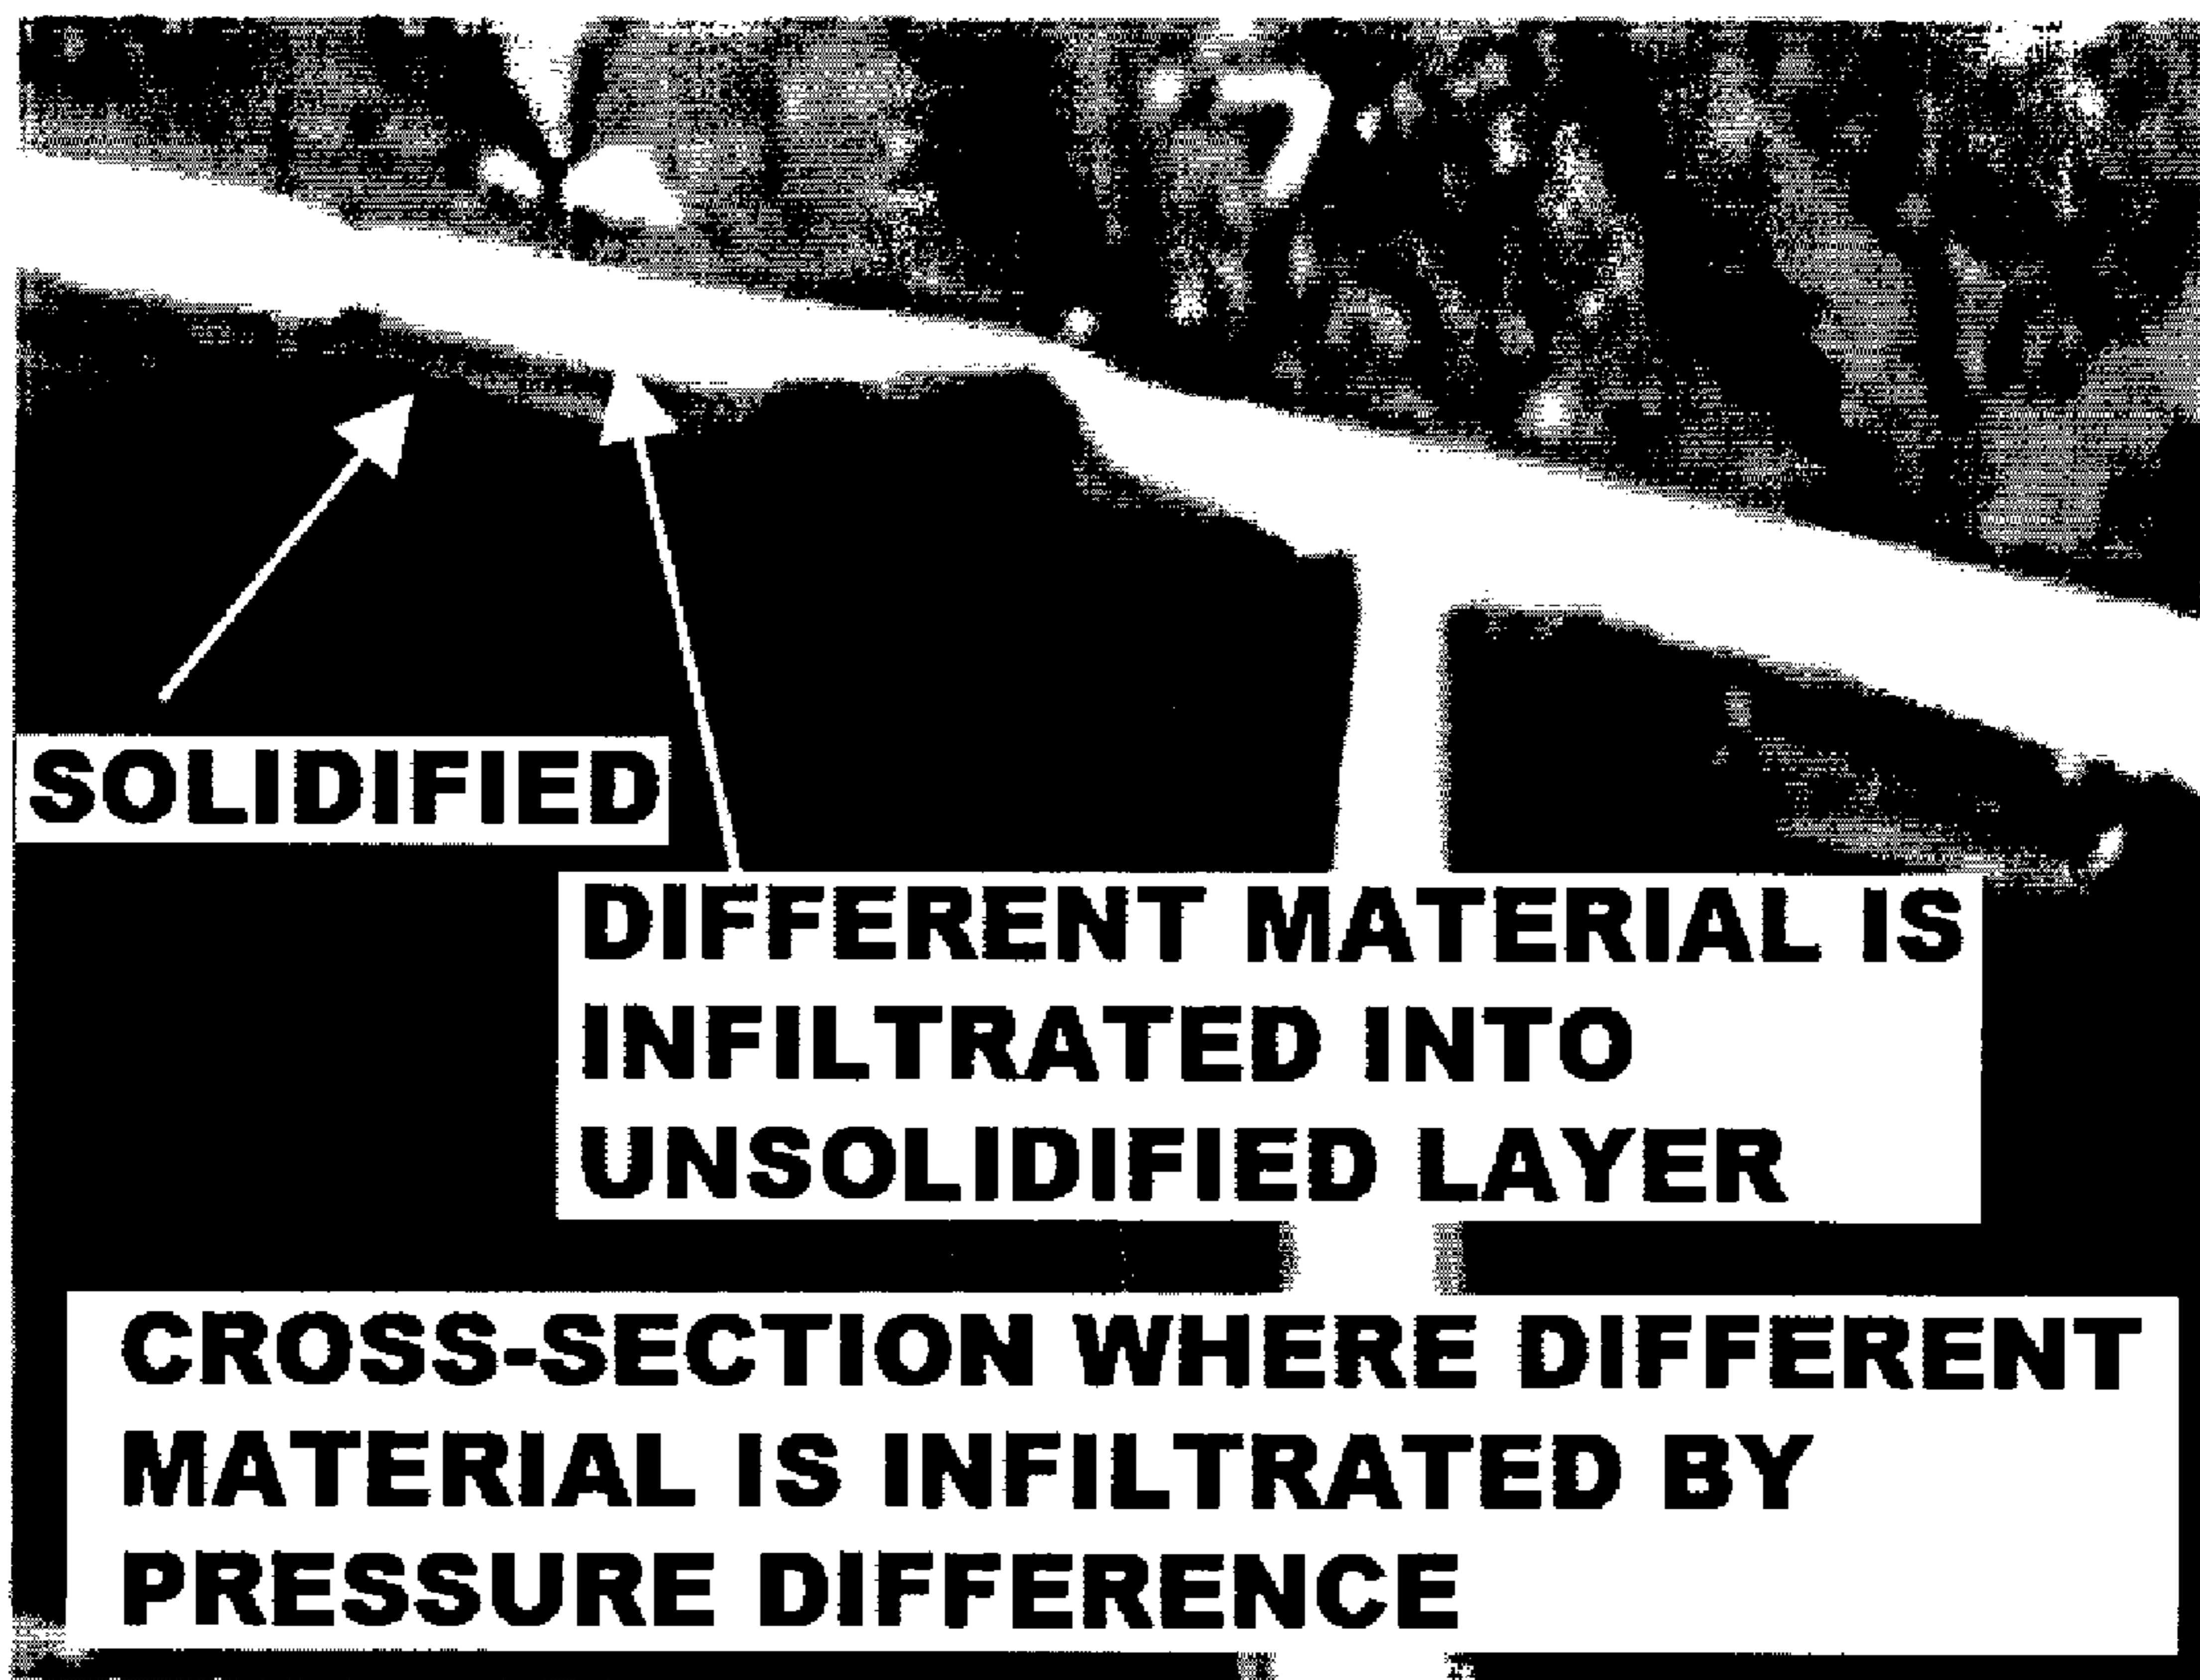 SOLIDIFIED
DIFFERENT MATERIAL IS
INFILTRATED INTO
UNSOLIDIFIED LAYER
CROSS-SECTION WHERE DIFFERENT
MATERIAL IS INFILTRATED BY
PRESSURE DIFFERENCE